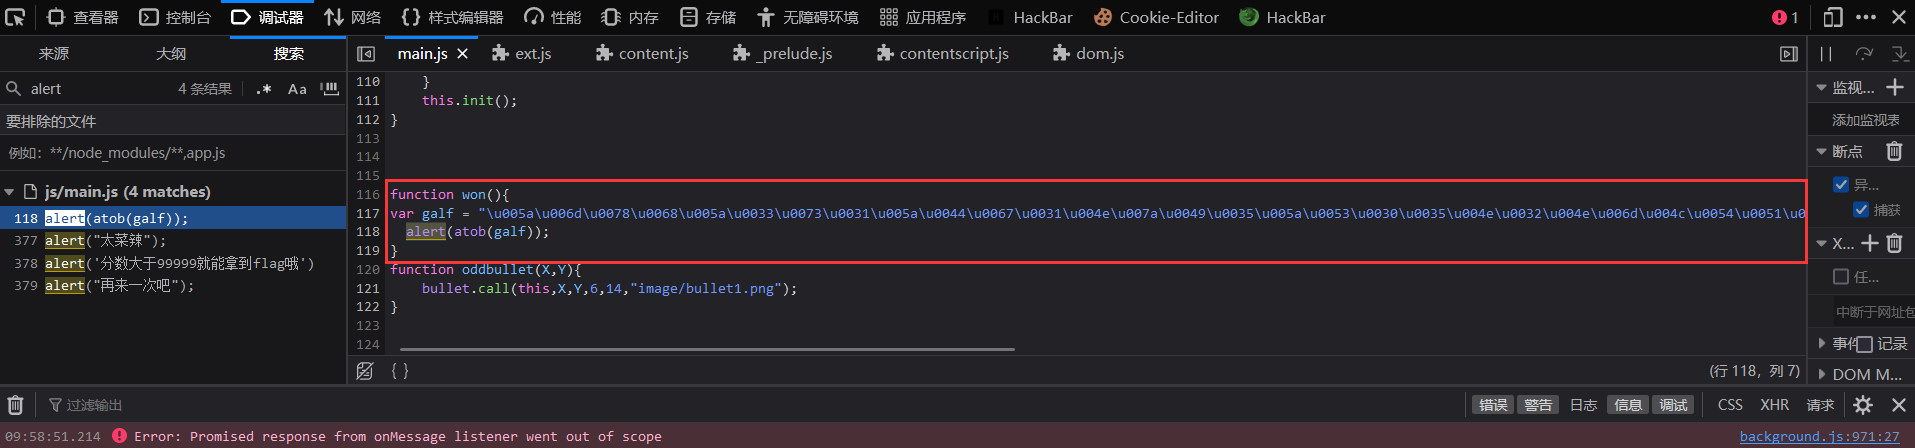 查看器 控制台 调试器 网络 样式编辑器 性能 内存 存储 无障碍环境 应用程序 HackBar Cookie-Editor HackBar 1
来源 大纲 搜索
main.js ext.js content.js _prelude.js contentscript.js dom.js
alert 4 条结果 .* Aa
要排除的文件
例如：**/node_modules/**,app.js
js/main.js (4 matches)
118 alert(atob(galf));
377 alert("太菜辣");
378 alert('分数大于99999就能拿到flag哦')
379 alert("再来一次吧");
110 }
111 this.init();
112 }
113
114
115
116 function won(){
117 var galf = "\u005a\u006d\u0078\u0068\u005a\u0033\u0073\u0031\u005a\u0044\u0067\u0031\u004e\u007a\u0049\u0035\u005a\u0053\u0030\u0035\u004e\u0032\u004e\u006d\u004c\u0054\u0051\u0
118 alert(atob(galf));
119 }
120 function oddbullet(X,Y){
121 bullet.call(this,X,Y,6,14,"image/bullet1.png");
122 }
123
124
{ } (行 118，列 7)
监视...
添加监视表
断点
异...
捕获
X...
任...
中断于网址包
事件 记录
DOM M...
过滤输出 错误 警告 日志 信息 调试 CSS XHR 请求
09:58:51.214 Error: Promised response from onMessage listener went out of scope background.js:971:27